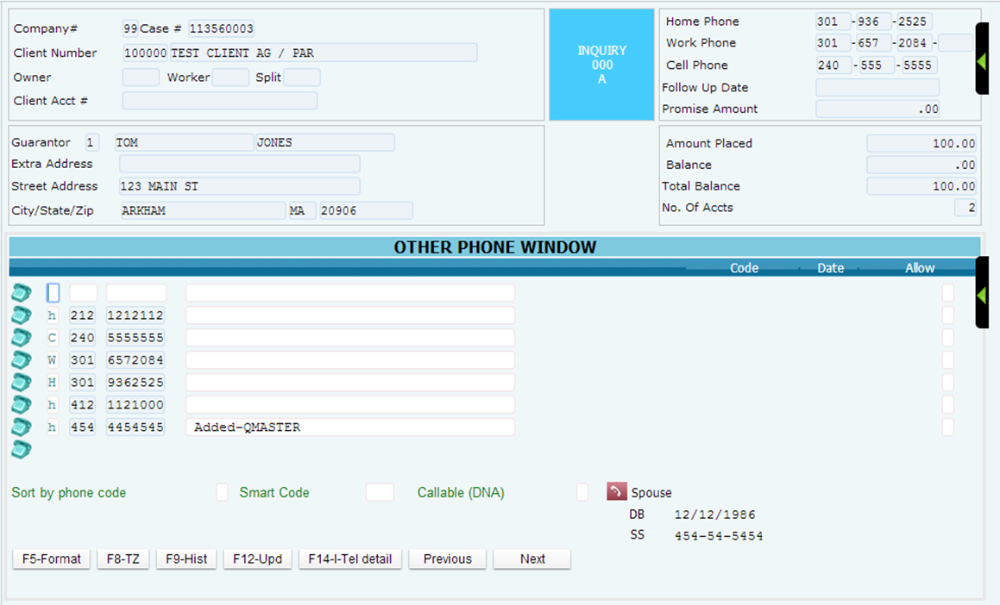 Company# 99 Case # 113560003
Client Number 100000 TEST CLIENT AG / PAR
Owner Worker Split
Client Acct #
INQUIRY
000
A
Home Phone 301 -936 -2525
Work Phone 301 -657 -2084 -
Cell Phone 240 -555 -5555
Follow Up Date
Promise Amount .00
Guarantor 1 TOM JONES
Extra Address
Street Address 123 MAIN ST
City/State/Zip ARKHAM MA 20906
Amount Placed 100.00
Balance .00
Total Balance 100.00
No. Of Accts 2
OTHER PHONE WINDOW
Code Date Allow
h 212 1212112
C 240 5555555
W 301 6572084
H 301 9362525
h 412 1121000
h 454 4454545 Added-QMASTER
Sort by phone code Smart Code Callable (DNA) Spouse
DB 12/12/1986
SS 454-54-5454
F5-Format F8-TZ F9-Hist F12-Upd F14-I-Tel detail Previous Next